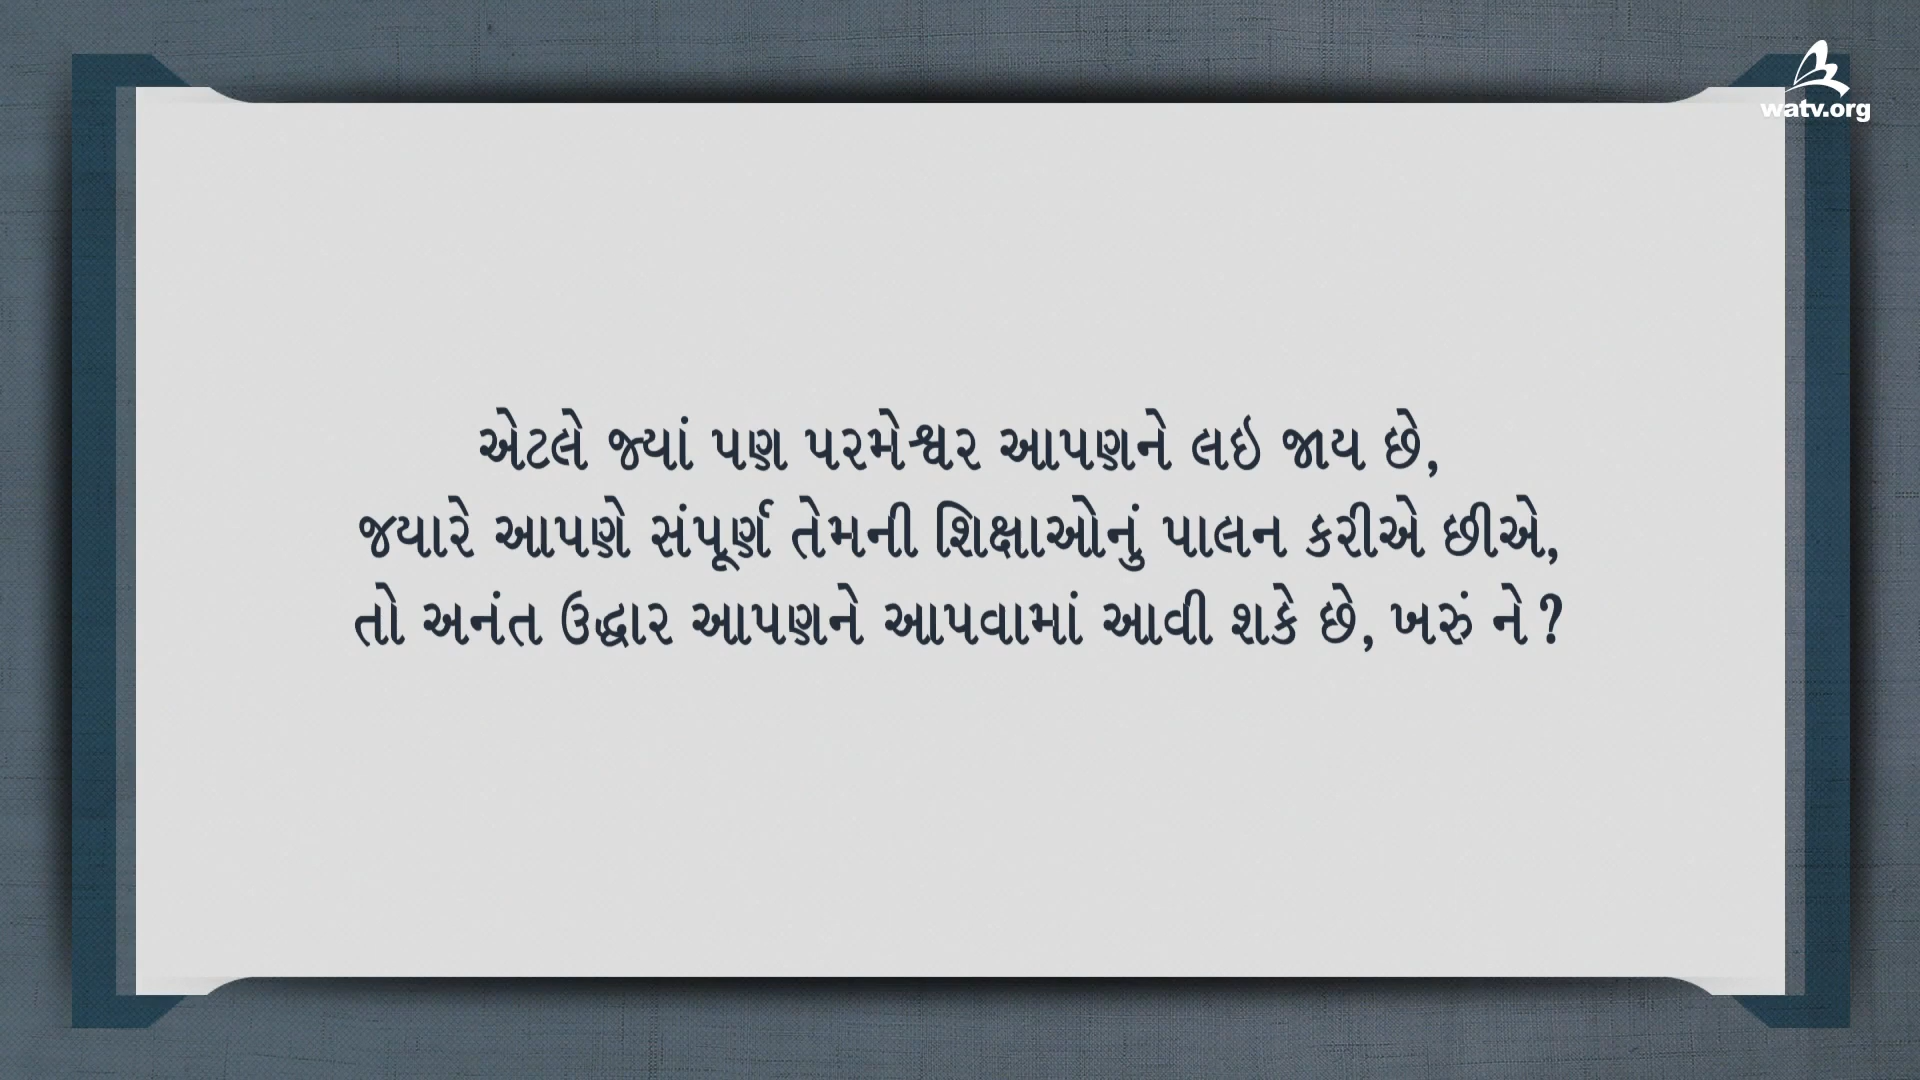 watv.org
એટલે જ્યાં પણ પરમેશ્વર આપણને લઇ જાય છે,
જયારે આપણે સંપૂર્ણ તેમની શિક્ષાઓનું પાલન કરીએ છીએ,
તો અનંત ઉદ્ધાર આપણને આપવામાં આવી શકે છે, ખરું ને?